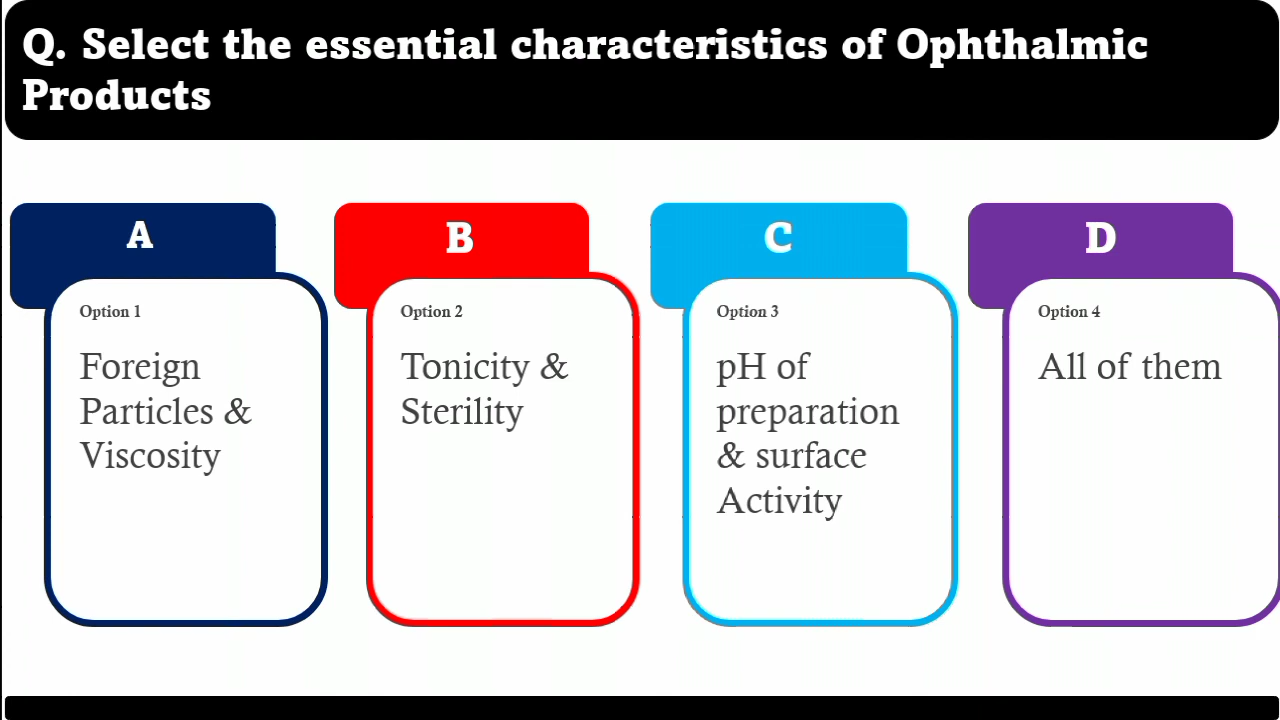 Q. Select the essential characteristics of Ophthalmic
Products
A
Option 1
Foreign
Particles &
Viscosity
B
Option 2
Tonicity &
Sterility
C
Option 3
pH of
preparation
& surface
Activity
D
Option 4
All of them